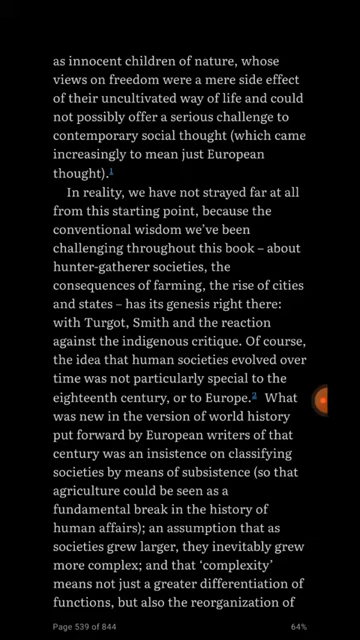 as innocent children of nature, whose
views on freedom were a mere side effect
of their uncultivated way of life and could
not possibly offer a serious challenge to
contemporary social thought (which came
increasingly to mean just European
thought).1
In reality, we have not strayed far at all
from this starting point, because the
conventional wisdom we’ve been
challenging throughout this book – about
hunter-gatherer societies, the
consequences of farming, the rise of cities
and states – has its genesis right there:
with Turgot, Smith and the reaction
against the indigenous critique. Of course,
the idea that human societies evolved over
time was not particularly special to the
eighteenth century, or to Europe.2 What
was new in the version of world history
put forward by European writers of that
century was an insistence on classifying
societies by means of subsistence (so that
agriculture could be seen as a
fundamental break in the history of
human affairs); an assumption that as
societies grew larger, they inevitably grew
more complex; and that ‘complexity’
means not just a greater differentiation of
functions, but also the reorganization of
Page 539 of 844 64%